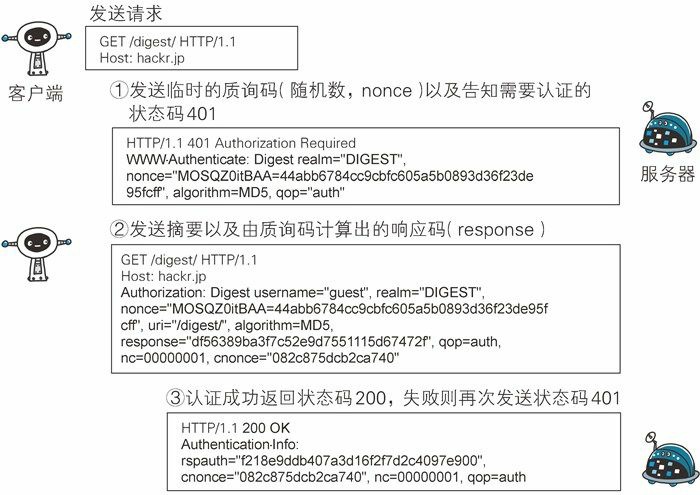 发送请求
GET /digest/ HTTP/1.1
Host: hackr.jp
客户端
①发送临时的质询码(随机数，nonce)以及告知需要认证的
状态码401
HTTP/1.1 401 Authorization Required
WWW-Authenticate: Digest realm="DIGEST",
nonce="MOSQZ0itBAA=44abb6784cc9cbfc605a5b0893d36f23de
95fcff", algorithm=MD5, qop="auth"
服务器
②发送摘要以及由质询码计算出的响应码(response)
GET /digest/ HTTP/1.1
Host: hackr.jp
Authorization: Digest username="guest", realm="DIGEST",
nonce="MOSQZ0itBAA=44abb6784cc9cbfc605a5b0893d36f23de95f
cff", uri="/digest/", algorithm=MD5,
response="df56389ba3f7c52e9d7551115d67472f", qop=auth,
nc=00000001, cnonce="082c875dcb2ca740"
③认证成功返回状态码200，失败则再次发送状态码401
HTTP/1.1 200 OK
Authentication-Info:
rspauth="f218e9ddb407a3d16f2f7d2c4097e900",
cnonce="082c875dcb2ca740", nc=00000001, qop=auth